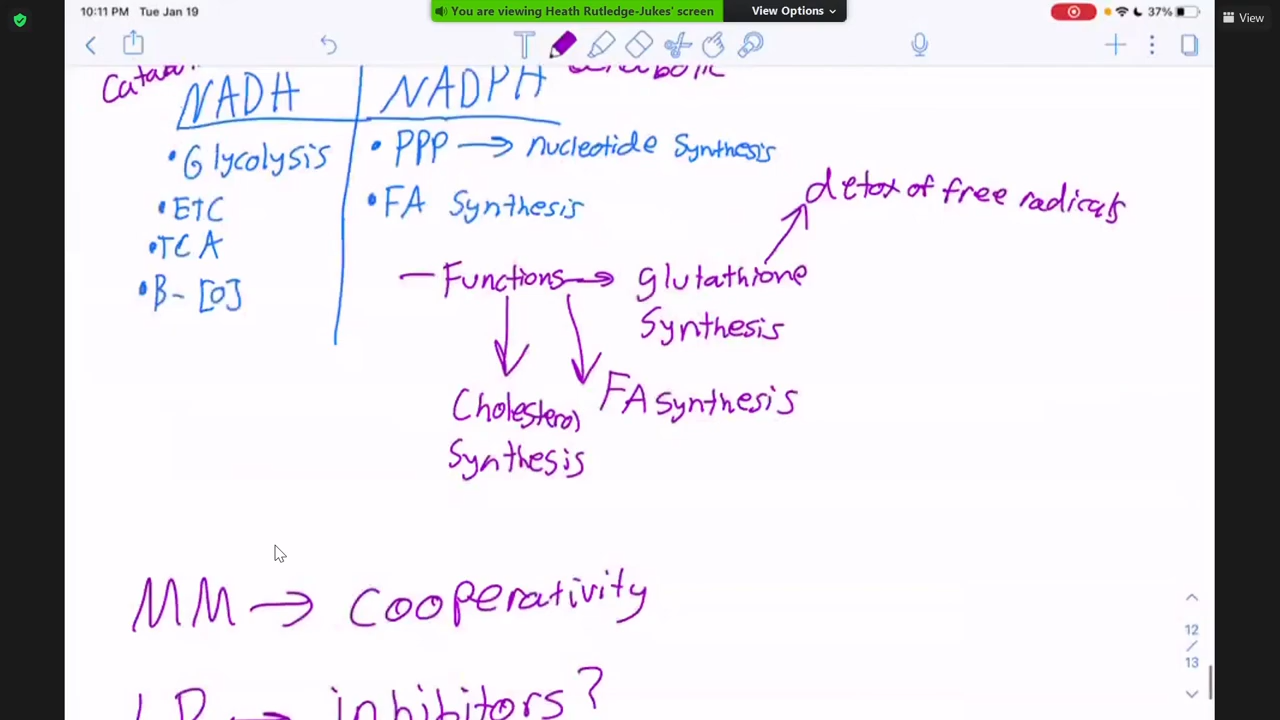 10:11 PM Tue Jan 19
You are viewing Heath Rutledge-Jukes' screen
View Options
37%
View
NADH NADPH
• Glycolysis • PPP → nucleotide Synthesis
• ETC • FA Synthesis
detox of free radicals
• TCA
• B- [O]
— Functions → glutathione
Synthesis
Cholesterol FA synthesis
Synthesis
MM → cooperativity
12
/
13
→ inhibitors?